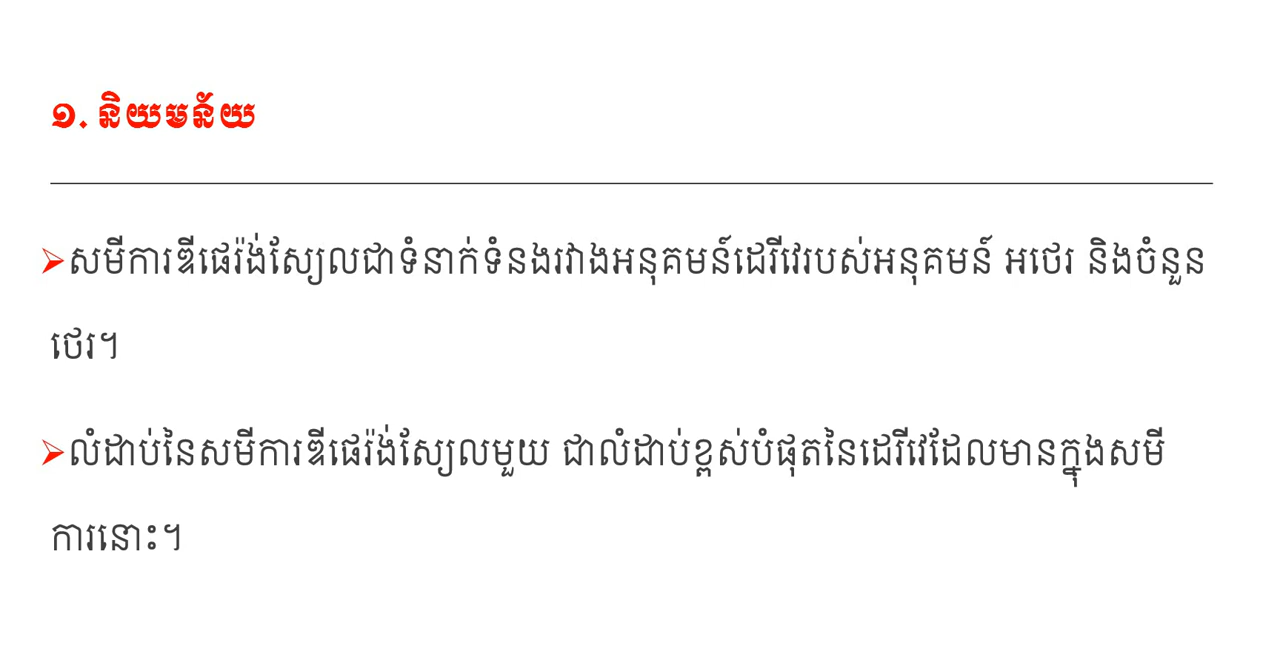 ១. និយមន័យ
➢សមីការឌីផេរ៉ង់ស្យែលជាទំនាក់ទំនងរវាងអនុគមន៍ដេរីវេរបស់អនុគមន៍ អថេរ និងចំនួន
ថេរ។
➢លំដាប់នៃសមីការឌីផេរ៉ង់ស្យែលមួយ ជាលំដាប់ខ្ពស់បំផុតនៃដេរីវេដែលមានក្នុងសមី
ការនោះ។